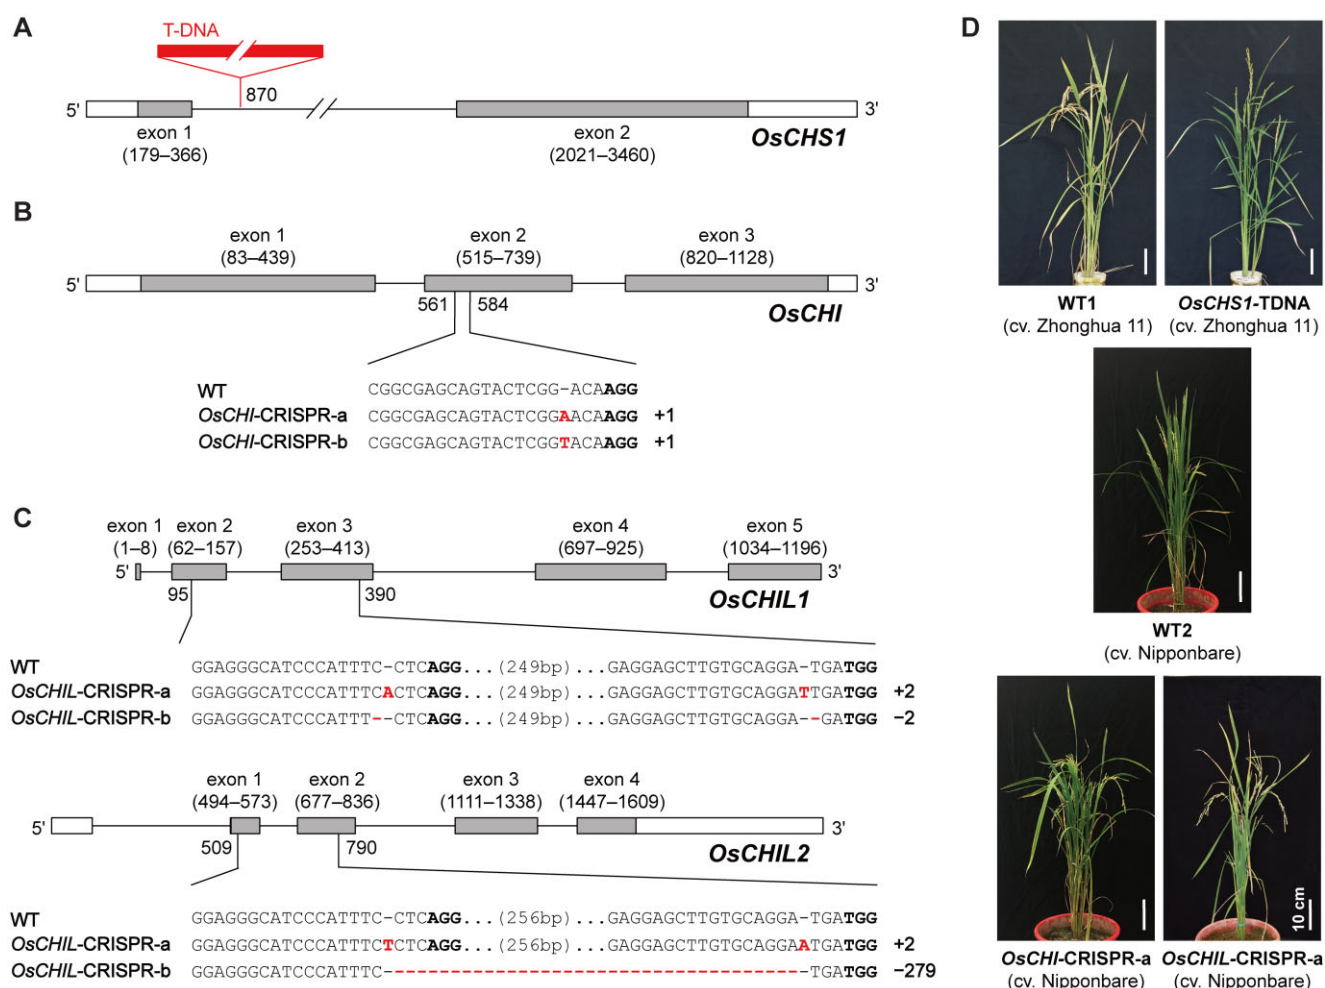 A
T-DNA
870
5'
3'
exon 1
(179–366)
exon 2
(2021–3460)
OsCHS1
B
exon 1
(83–439)
exon 2
(515–739)
exon 3
(820–1128)
5'
3'
561
584
OsCHI
WT CGGCGAGCAGTACTCGG-ACAAGG
OsCHI-CRISPR-a CGGCGAGCAGTACTCGGAACAAGG +1
OsCHI-CRISPR-b CGGCGAGCAGTACTCGGTACAAGG +1
C
exon 1
(1–8)
exon 2
(62–157)
exon 3
(253–413)
exon 4
(697–925)
exon 5
(1034–1196)
5'
3'
95
390
OsCHIL1
WT GGAGGGCATCCCATTTC-CTCAGG...(249bp)...GAGGAGCTTGTGCAGGA-TGATGG
OsCHIL-CRISPR-a GGAGGGCATCCCATTTCACTCAGG...(249bp)...GAGGAGCTTGTGCAGGATTGATGG +2
OsCHIL-CRISPR-b GGAGGGCATCCCATTT--CTCAGG...(249bp)...GAGGAGCTTGTGCAGGA--GATGG −2
exon 1
(494–573)
exon 2
(677–836)
exon 3
(1111–1338)
exon 4
(1447–1609)
5'
3'
509
790
OsCHIL2
WT GGAGGGCATCCCATTTC-CTCAGG...(256bp)...GAGGAGCTTGTGCAGGA-TGATGG
OsCHIL-CRISPR-a GGAGGGCATCCCATTTCTCTCAGG...(256bp)...GAGGAGCTTGTGCAGGAATGATGG +2
OsCHIL-CRISPR-b GGAGGGCATCCCATTTC-----------------------------------TGATGG −279
D
WT1
(cv. Zhonghua 11)
OsCHS1-TDNA
(cv. Zhonghua 11)
WT2
(cv. Nipponbare)
10 cm
OsCHI-CRISPR-a
(cv. Nipponbare)
OsCHIL-CRISPR-a
(cv. Nipponbare)